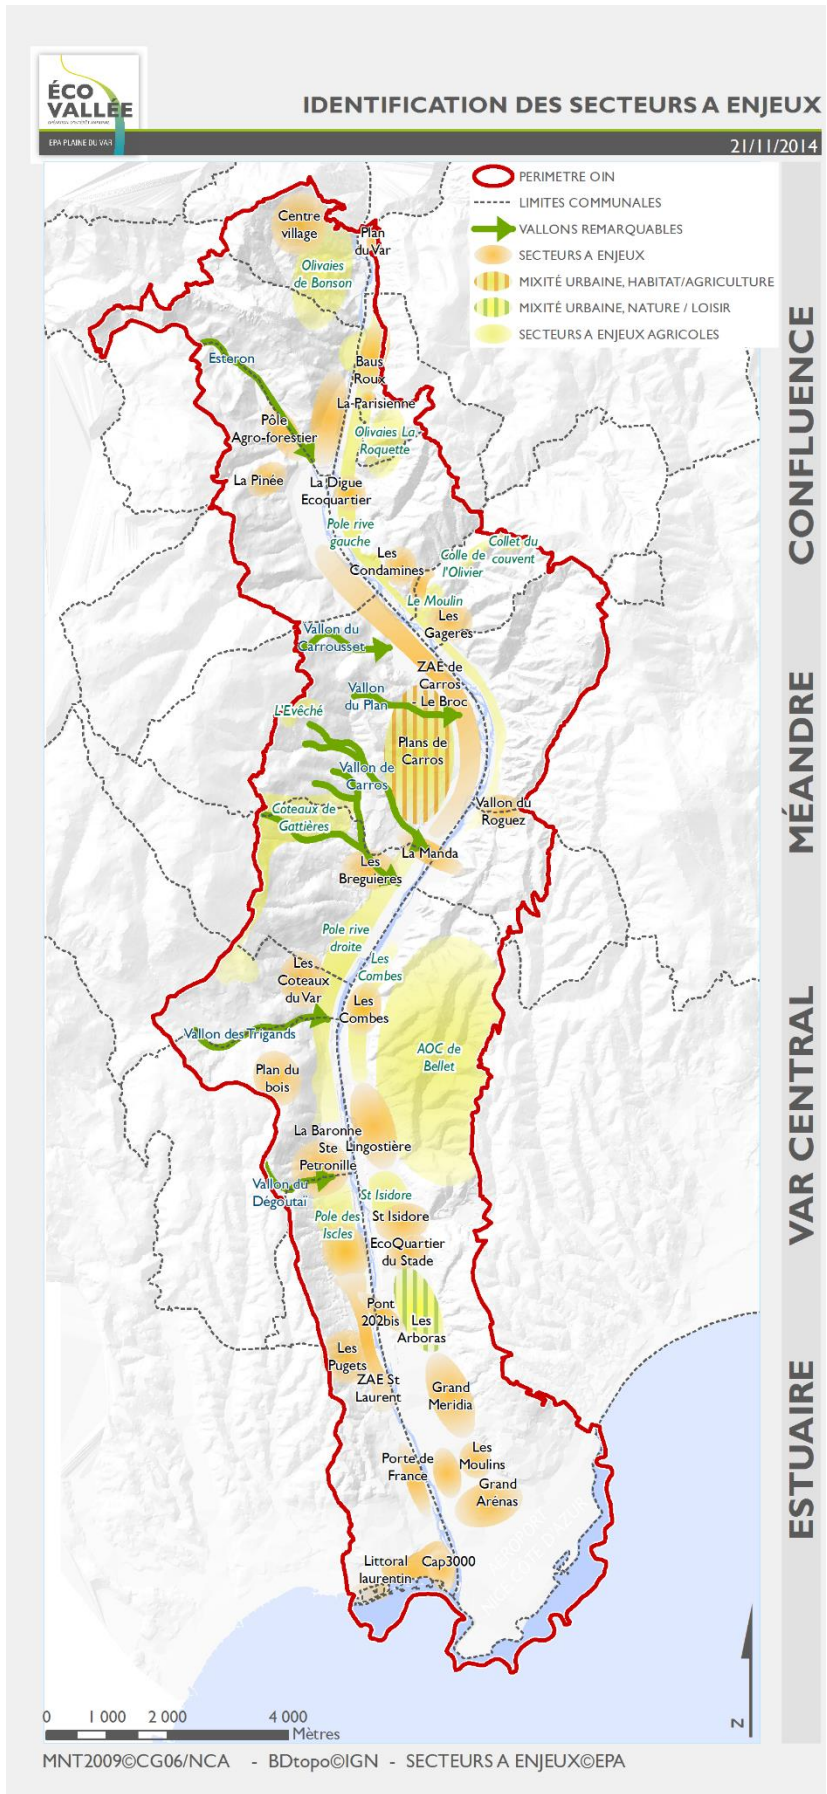 ÉCO
VALLÉE
EPA PLAINE DU VAR
IDENTIFICATION DES SECTEURS A ENJEUX
21/11/2014
PERIMETRE OIN
LIMITES COMMUNALES
VALLONS REMARQUABLES
SECTEURS A ENJEUX
MIXITÉ URBAINE, HABITAT/AGRICULTURE
MIXITÉ URBAINE, NATURE / LOISIR
SECTEURS A ENJEUX AGRICOLES
CONFLUENCE
MÉANDRE
VAR CENTRAL
ESTUAIRE
Centre
village
Plan
du Var
Olivaies
de Bonson
Esteron
Baus
Roux
La Parisienne
Pôle
Agro-forestier
Olivaies La
Roquette
La Pinée
La Digue
Ecoquartier
Pole rive
gauche
Les
Condamines
Colle de
l'Olivier
Collet du
couvent
Le Moulin
Les
Gageres
Vallon du
Carrousset
ZAE de
Carros
- Le Broc
Vallon
du Plan
L'Evêché
Plans de
Carros
Vallon de
Carros
Coteaux de
Gattières
Vallon du
Roguez
La Manda
Les
Breguieres
Pole rive
droite
Les
Combes
Les
Coteaux
du Var
Les
Combes
Vallon des Trigands
AOC de
Bellet
Plan du
bois
La Baronne
Lingostière
Ste
Petronille
Vallon du
Dégoutaï
St Isidore
Pole des
Iscles
St Isidore
EcoQuartier
du Stade
Pont
202bis
Les
Arboras
Les
Pugets
ZAE St
Laurent
Grand
Meridia
Porte de
France
Les
Moulins
Grand
Arénas
Littoral
laurentin
Cap3000
0
1 000
2 000
4 000
Mètres
N
MNT2009©CG06/NCA - BDtopo©IGN - SECTEURS A ENJEUX©EPA